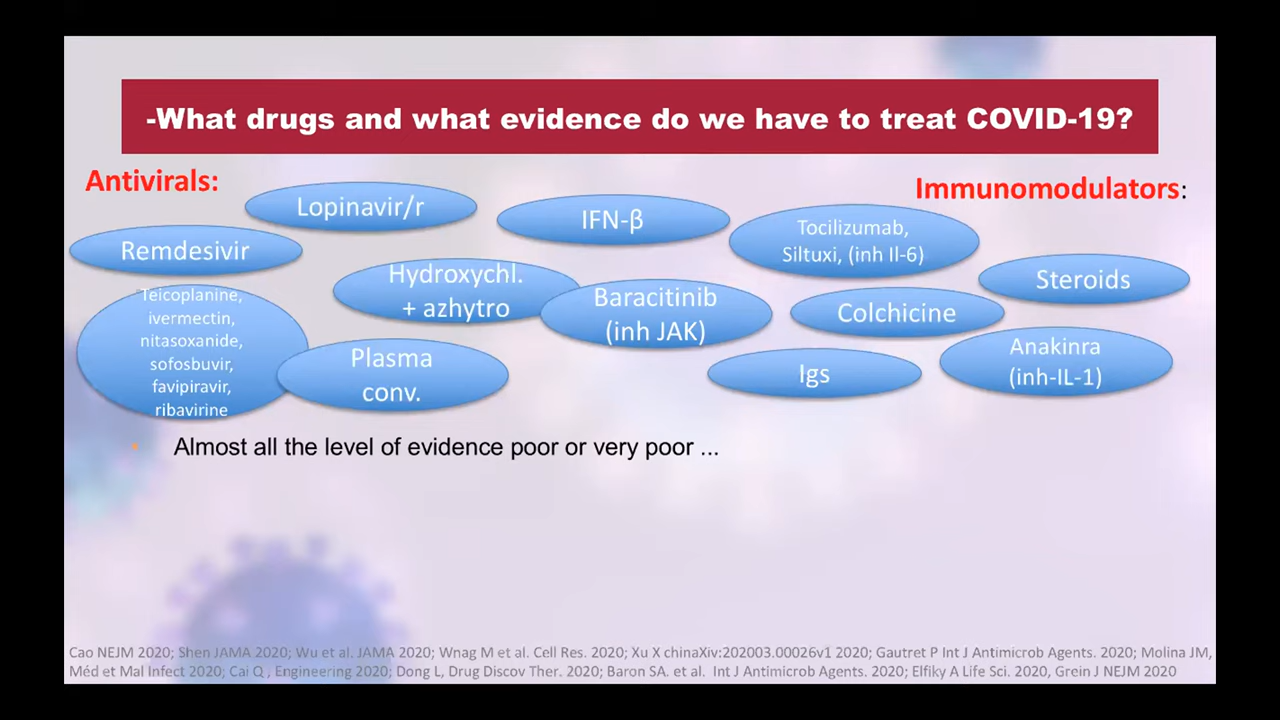 -What drugs and what evidence do we have to treat COVID-19?
Antivirals:
Immunomodulators:
Lopinavir/r
IFN-β
Tocilizumab,
Siltuxi, (inh Il-6)
Remdesivir
Steroids
Hydroxychl.
+ azhytro
Baracitinib
(inh JAK)
Colchicine
Teicoplanine,
ivermectin,
nitasoxanide,
sofosbuvir,
favipiravir,
ribavirine
Plasma
conv.
Igs
Anakinra
(inh-IL-1)
• Almost all the level of evidence poor or very poor ...
Cao NEJM 2020; Shen JAMA 2020; Wu et al. JAMA 2020; Wnag M et al. Cell Res. 2020; Xu X chinaXiv:202003.00026v1 2020; Gautret P Int J Antimicrob Agents. 2020; Molina JM,
Méd et Mal Infect 2020; Cai Q , Engineering 2020; Dong L, Drug Discov Ther. 2020; Baron SA. et al. Int J Antimicrob Agents. 2020; Elfiky A Life Sci. 2020, Grein J NEJM 2020